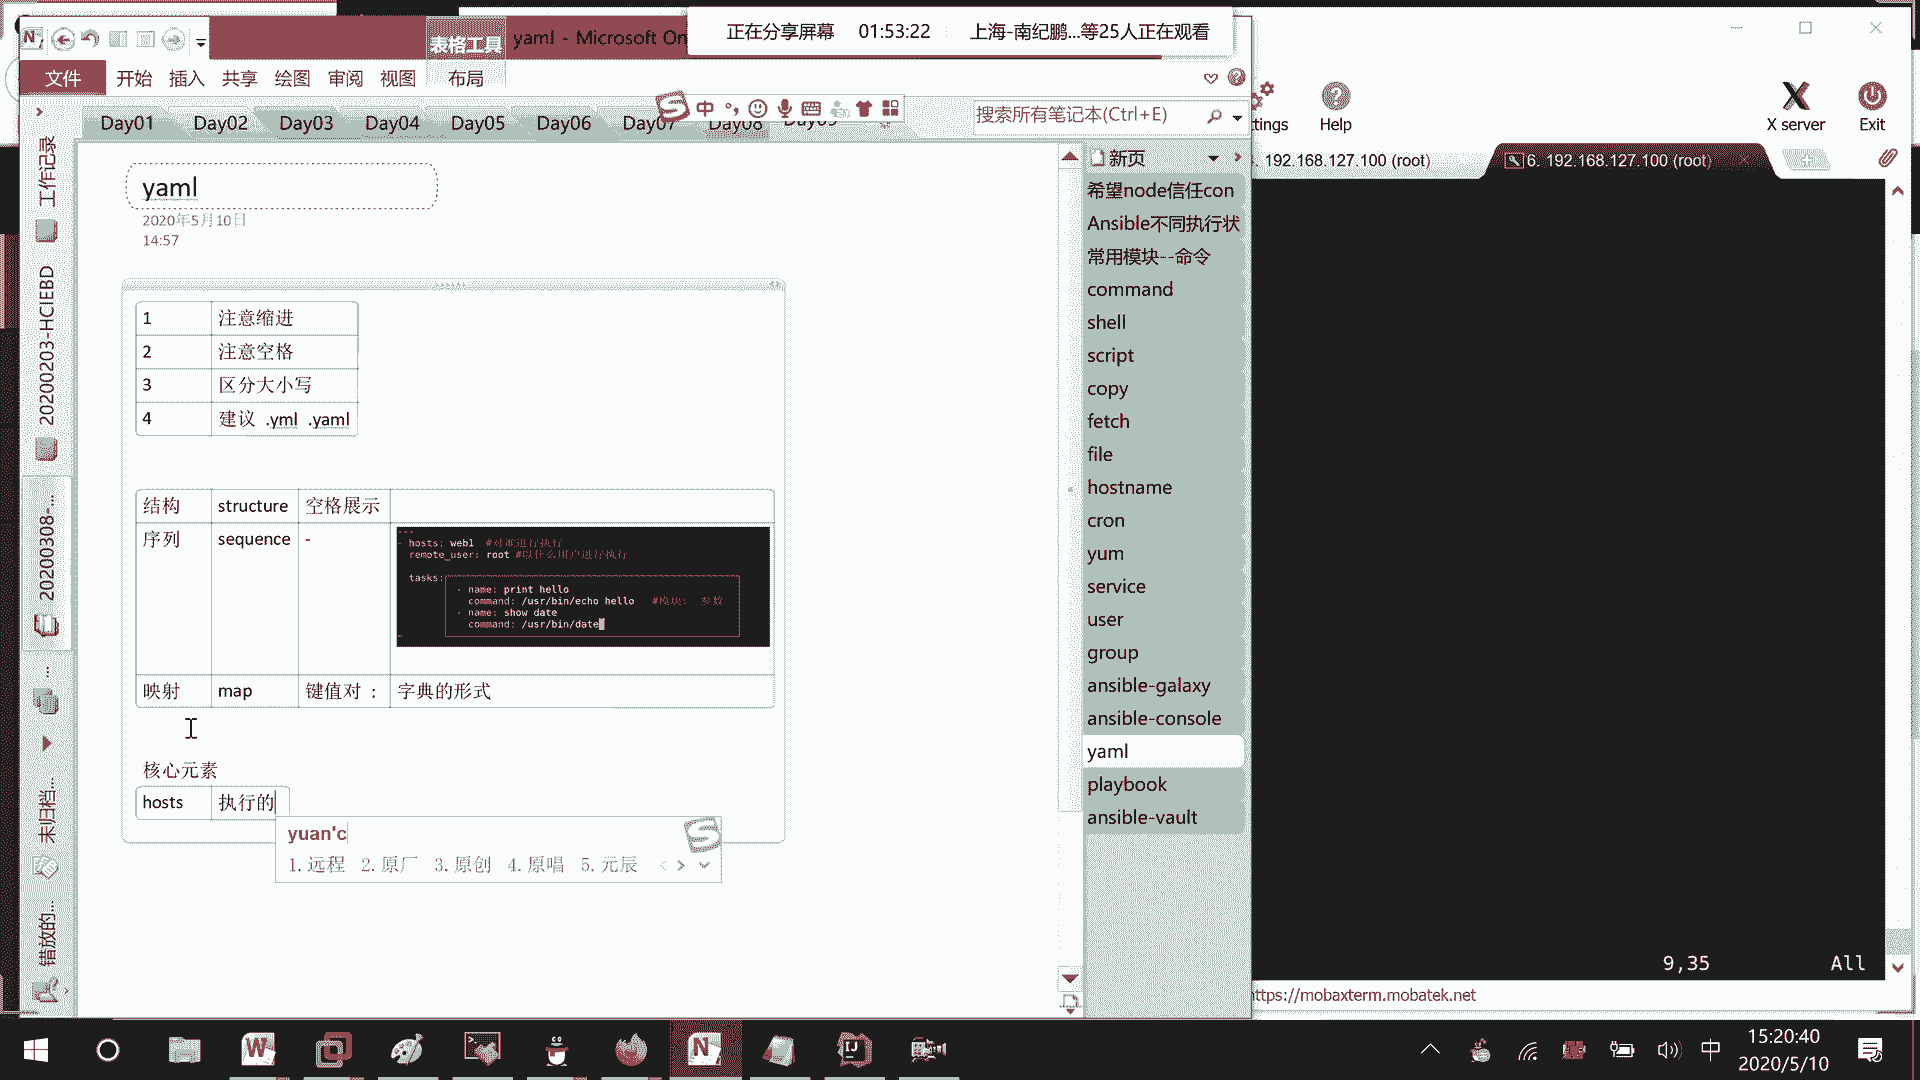 正在分享屏幕 01:53:22 上海-南纪鹏...等25人正在观看
表格工具 yaml - Microsoft On
文件 开始 插入 共享 绘图 审阅 视图 布局
Day01 Day02 Day03 Day04 Day05 Day06 Day07 Day08 Day09
中
搜索所有笔记本(Ctrl+E)
工作记录
20200203-HCIEBD
20200308-...
...
未归档...
错放的...
yaml
2020年5月10日
14:57
1 注意缩进
2 注意空格
3 区分大小写
4 建议 .yml .yaml
结构 structure 空格展示
序列 sequence -
---
- hosts: web1 #对谁进行执行
remote_user: root #以什么用户进行执行
tasks:
- name: print hello
command: /usr/bin/echo hello #模块: 参数
- name: show date
command: /usr/bin/date
~
映射 map 键值对 : 字典的形式
核心元素
hosts 执行的
yuan'c
1.远程 2.原厂 3.原创 4.原唱 5.元辰
新页
希望node信任con
Ansible不同执行状
常用模块--命令
command
shell
script
copy
fetch
file
hostname
cron
yum
service
user
group
ansible-galaxy
ansible-console
yaml
playbook
ansible-vault
ttings Help X server Exit
. 192.168.127.100 (root) 6. 192.168.127.100 (root)
9,35 All
https://mobaxterm.mobatek.net
中 15:20:40
2020/5/10